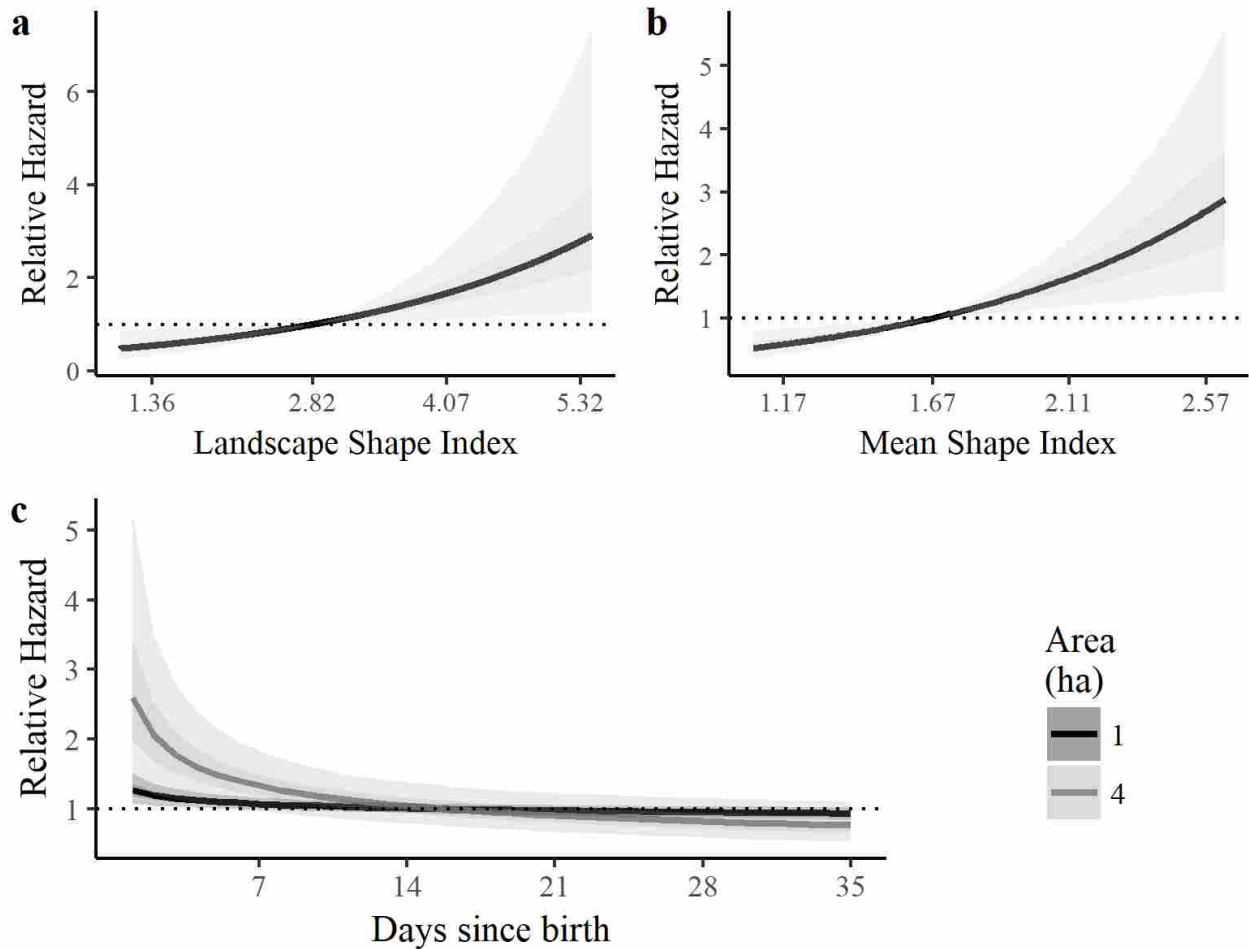 a
Relative Hazard
6
4
2
0
1.36 2.82 4.07 5.32
Landscape Shape Index
b
Relative Hazard
5
4
3
2
1
1.17 1.67 2.11 2.57
Mean Shape Index
c
Relative Hazard
5
4
3
2
1
7 14 21 28 35
Days since birth
Area
(ha)
1
4